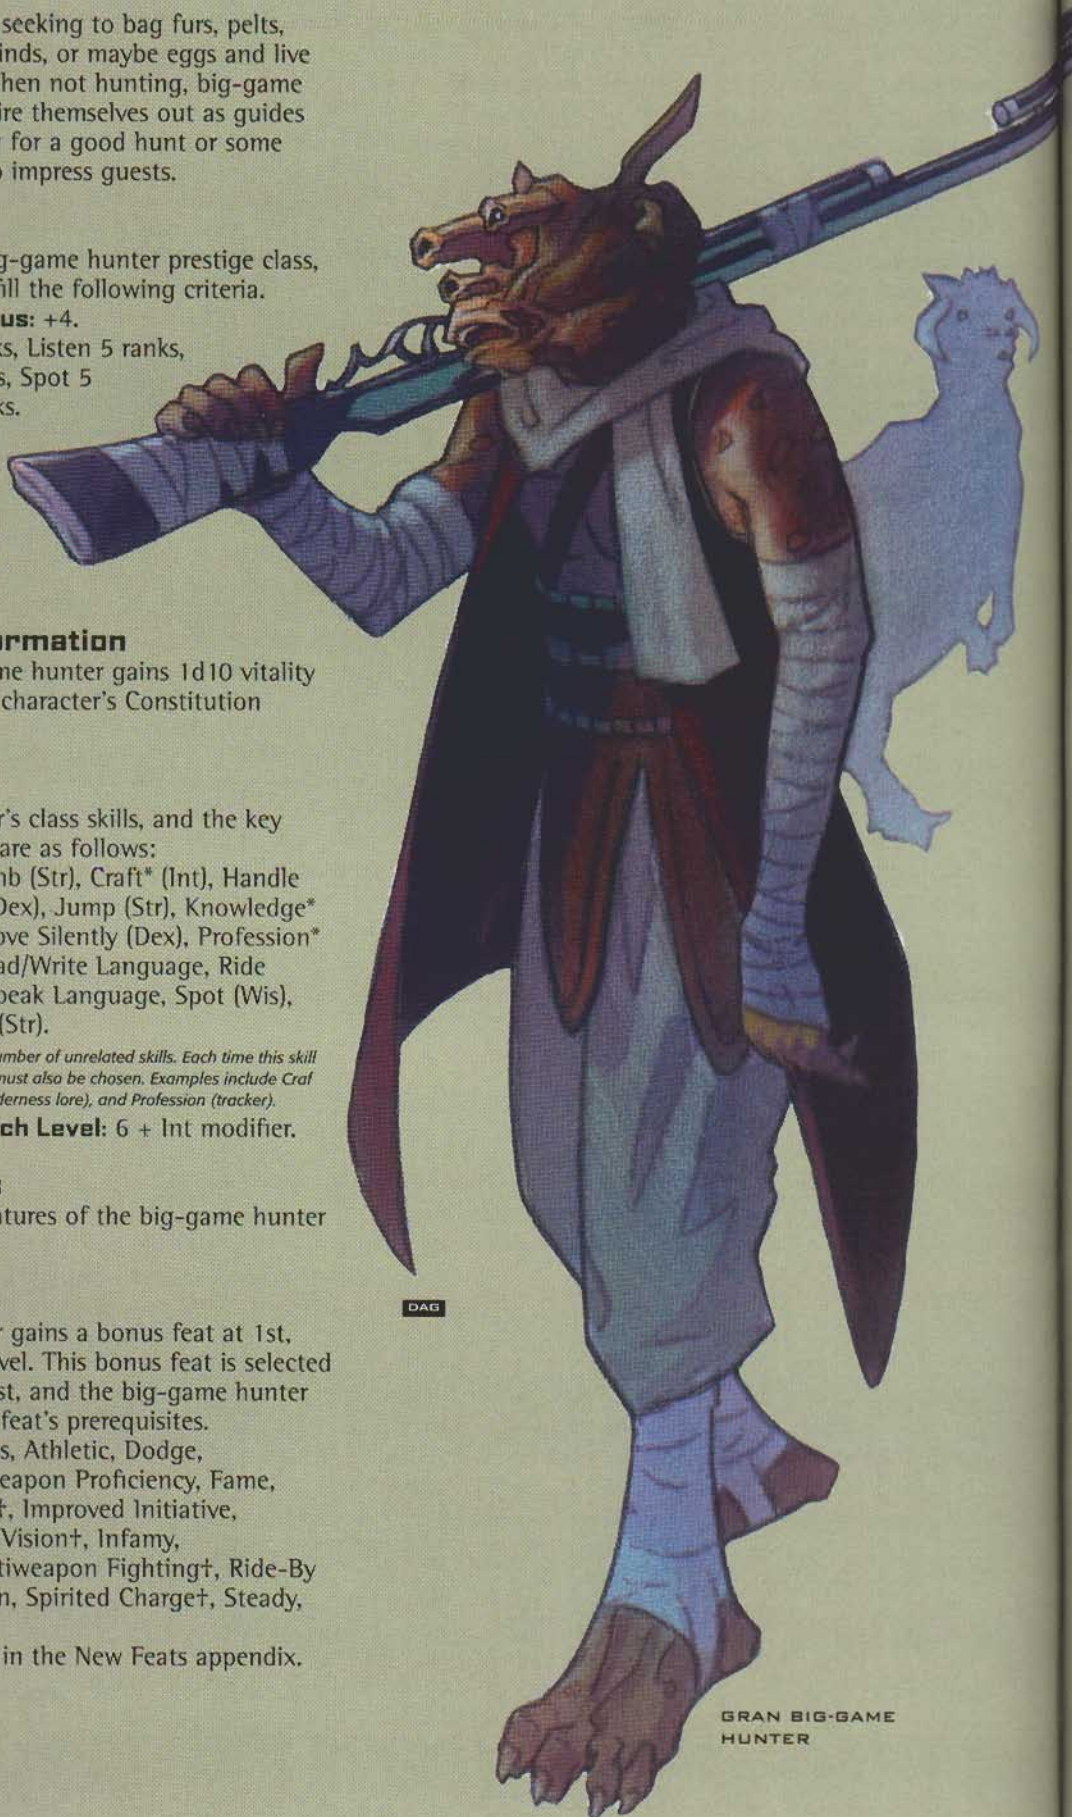 seeking to bag furs, pelts,
inds, or maybe eggs and live
hen not hunting, big-game
ire themselves out as guides
for a good hunt or some
impress guests.
g-game hunter prestige class,
ill the following criteria.
us: +4.
s, Listen 5 ranks,
s, Spot 5
ks.
ormation
me hunter gains 1d10 vitality
character's Constitution
r's class skills, and the key
are as follows:
nb (Str), Craft* (Int), Handle
Dex), Jump (Str), Knowledge*
ove Silently (Dex), Profession*
ad/Write Language, Ride
peak Language, Spot (Wis),
(Str).
umber of unrelated skills. Each time this skill
must also be chosen. Examples include Craf
derness lore), and Profession (tracker).
ch Level: 6 + Int modifier.
atures of the big-game hunter
r gains a bonus feat at 1st,
vel. This bonus feat is selected
st, and the big-game hunter
feat's prerequisites.
s, Athletic, Dodge,
eapon Proficiency, Fame,
†, Improved Initiative,
Vision†, Infamy,
tiweapon Fighting†, Ride-By
n, Spirited Charge†, Steady,
in the New Feats appendix.
DAG
GRAN BIG-GAME
HUNTER